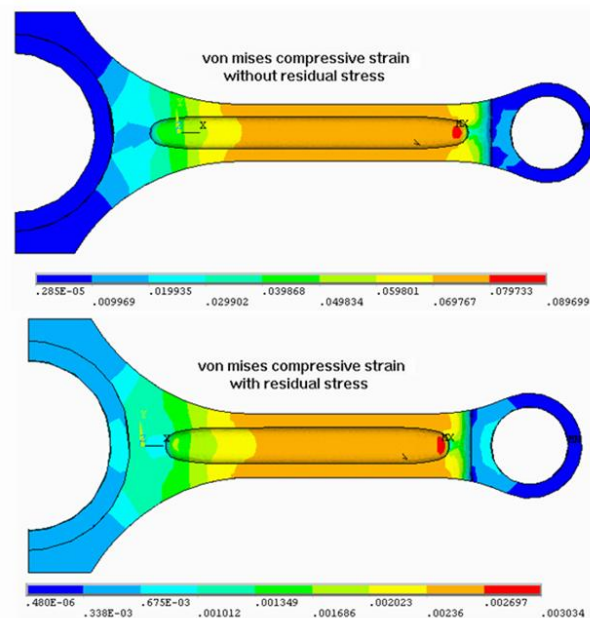 von mises compressive strain
without residual stress
X
MX
.285E-05 .019935 .039868 .059801 .079733
.009969 .029902 .049834 .069767 .089699
von mises compressive strain
with residual stress
X
MX
.480E-06 .675E-03 .001349 .002023 .002697
.338E-03 .001012 .001686 .00236 .003034